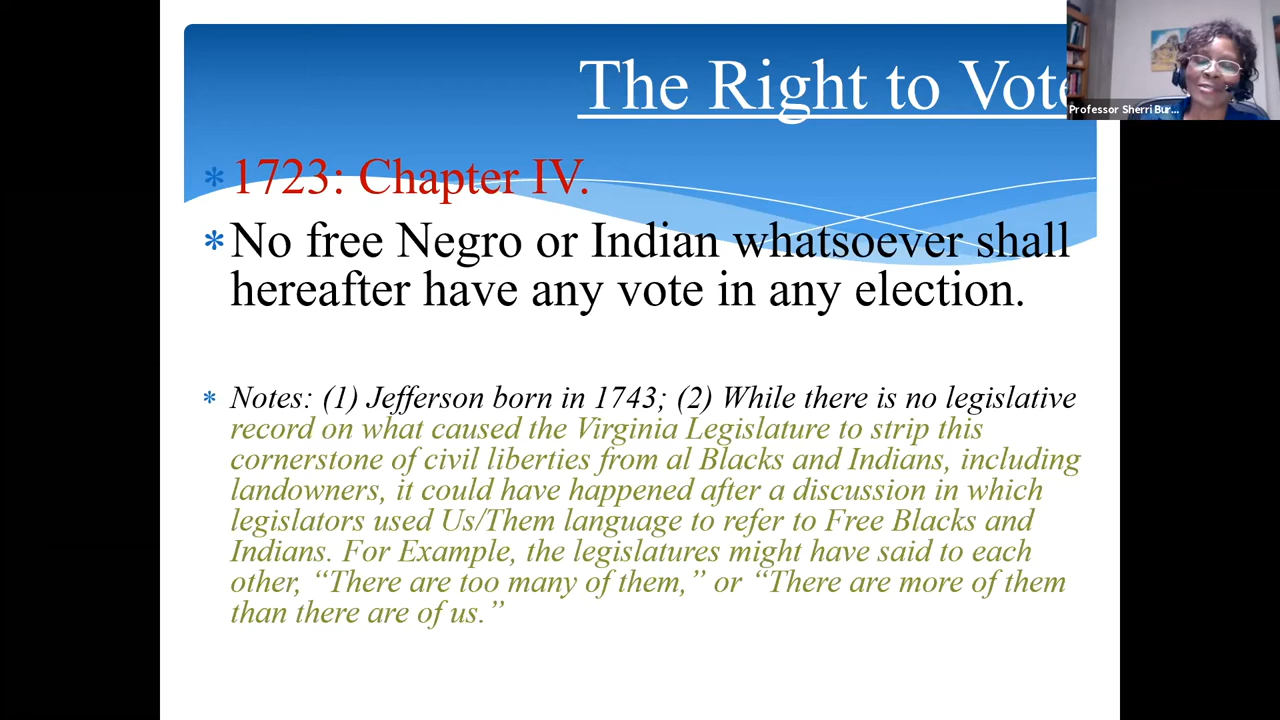 The Right to Vote
Professor Sherri Bur...
* 1723: Chapter IV.
* No free Negro or Indian whatsoever shall
hereafter have any vote in any election.
* Notes: (1) Jefferson born in 1743; (2) While there is no legislative
record on what caused the Virginia Legislature to strip this
cornerstone of civil liberties from al Blacks and Indians, including
landowners, it could have happened after a discussion in which
legislators used Us/Them language to refer to Free Blacks and
Indians. For Example, the legislatures might have said to each
other, “There are too many of them,” or “There are more of them
than there are of us.”